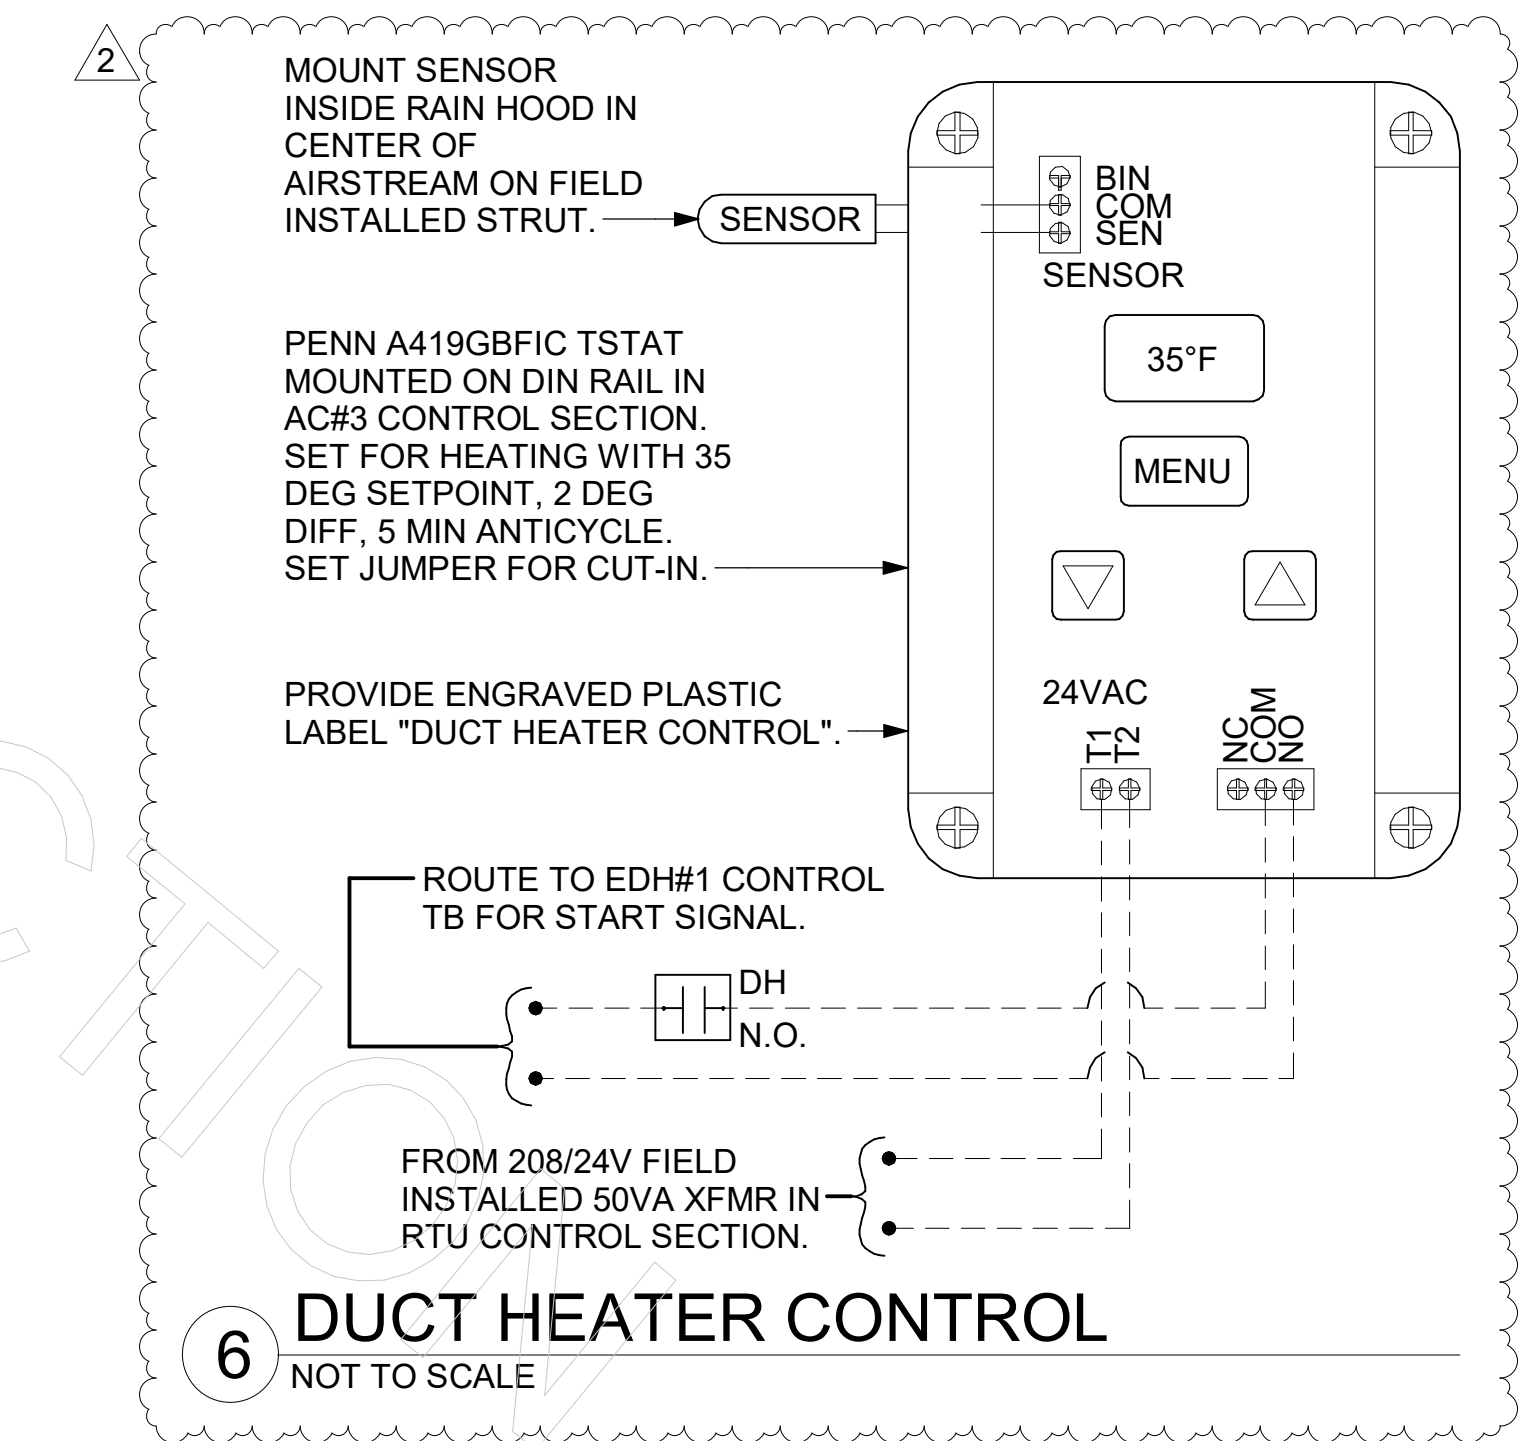 2
MOUNT SENSOR
INSIDE RAIN HOOD IN
CENTER OF
AIRSTREAM ON FIELD
INSTALLED STRUT.
SENSOR
BIN
COM
SEN
SENSOR
35°F
MENU
PENN A419GBFIC TSTAT
MOUNTED ON DIN RAIL IN
AC#3 CONTROL SECTION.
SET FOR HEATING WITH 35
DEG SETPOINT, 2 DEG
DIFF, 5 MIN ANTICYCLE.
SET JUMPER FOR CUT-IN.
PROVIDE ENGRAVED PLASTIC
LABEL "DUCT HEATER CONTROL".
24VAC
T1
T2
NC
COM
NO
ROUTE TO EDH#1 CONTROL
TB FOR START SIGNAL.
DH
N.O.
FROM 208/24V FIELD
INSTALLED 50VA XFMR IN
RTU CONTROL SECTION.
6
DUCT HEATER CONTROL
NOT TO SCALE
CTION